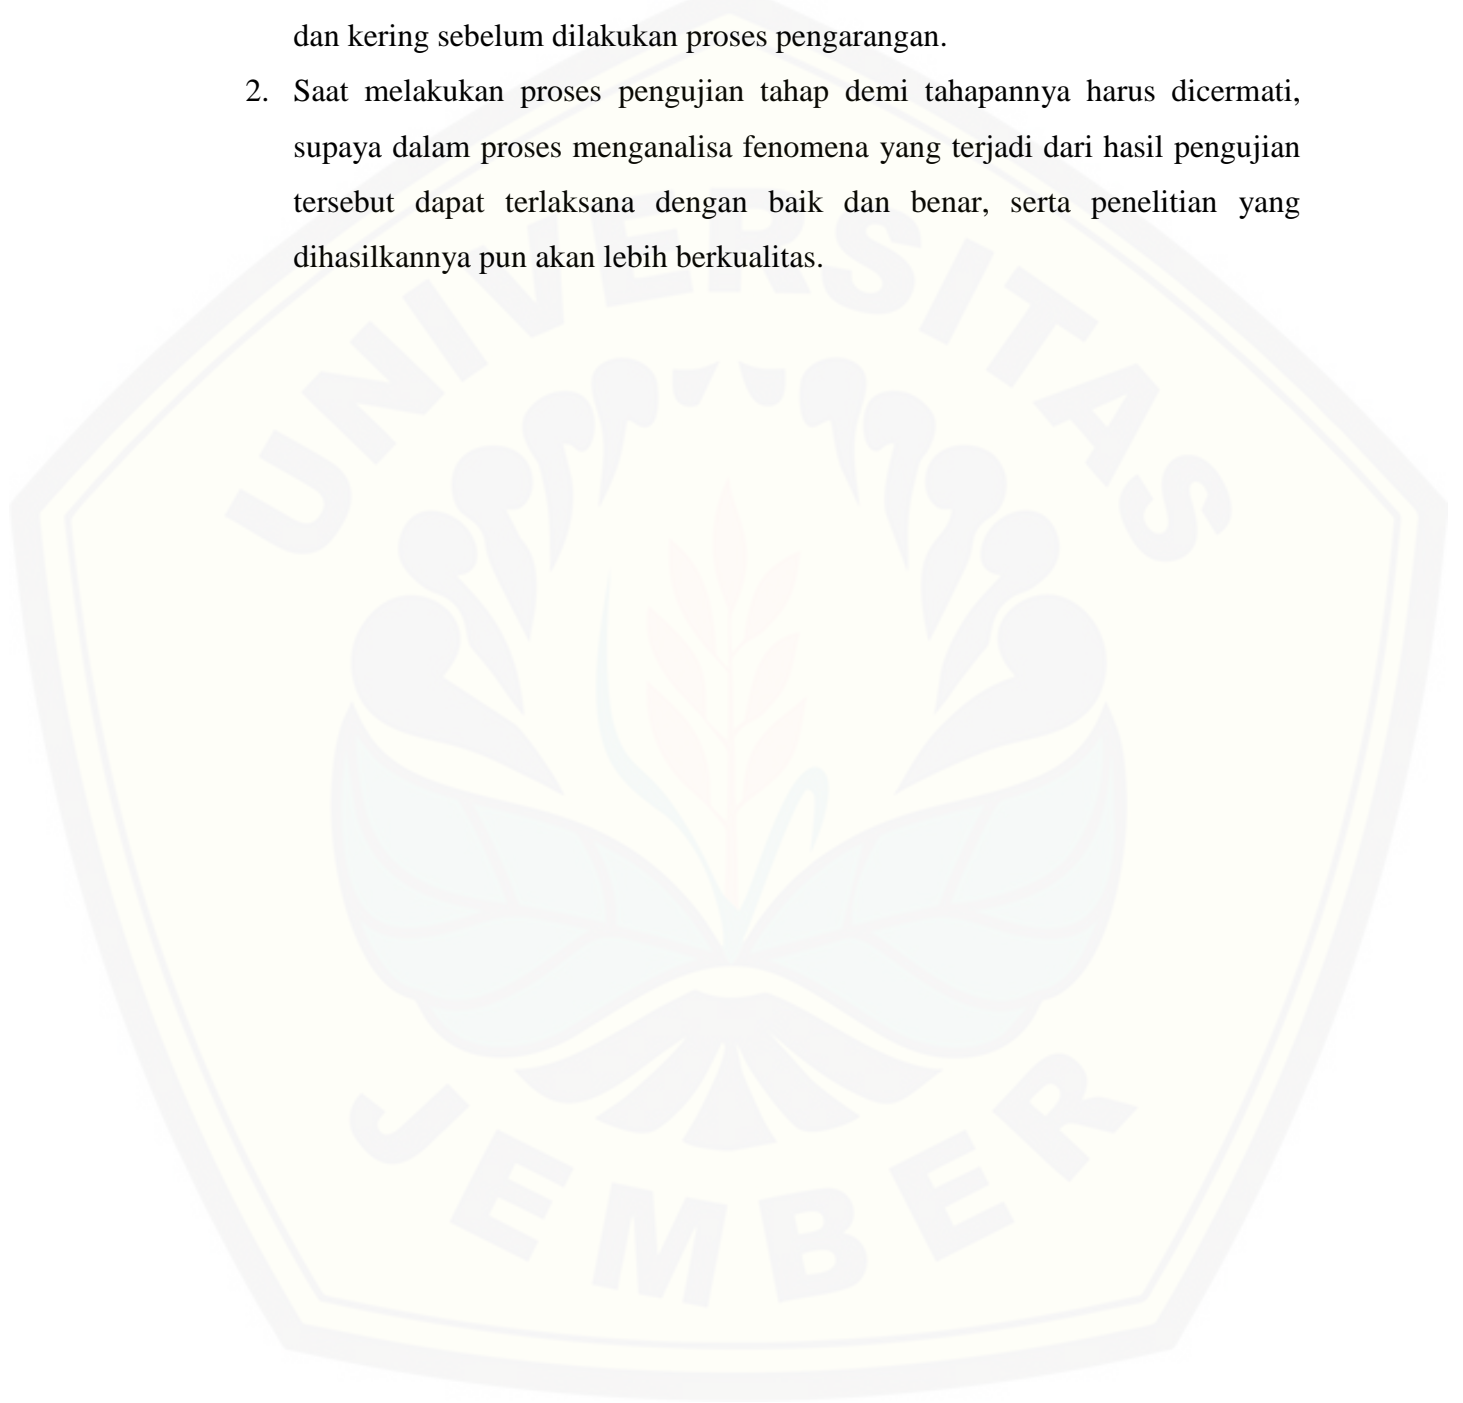 dan kering sebelum dilakukan proses pengarangan.
2. Saat melakukan proses pengujian tahap demi tahapannya harus dicermati,
supaya dalam proses menganalisa fenomena yang terjadi dari hasil pengujian
tersebut dapat terlaksana dengan baik dan benar, serta penelitian yang
dihasilkannya pun akan lebih berkualitas.
UNIVERSITAS
JEMBER